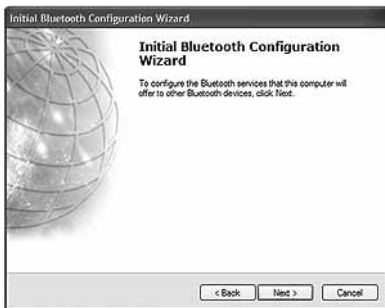 Initial Bluetooth Configuration Wizard
Initial Bluetooth Configuration
Wizard
To configure the Bluetooth services that this computer will
offer to other Bluetooth devices, click Next.
< Back Next > Cancel